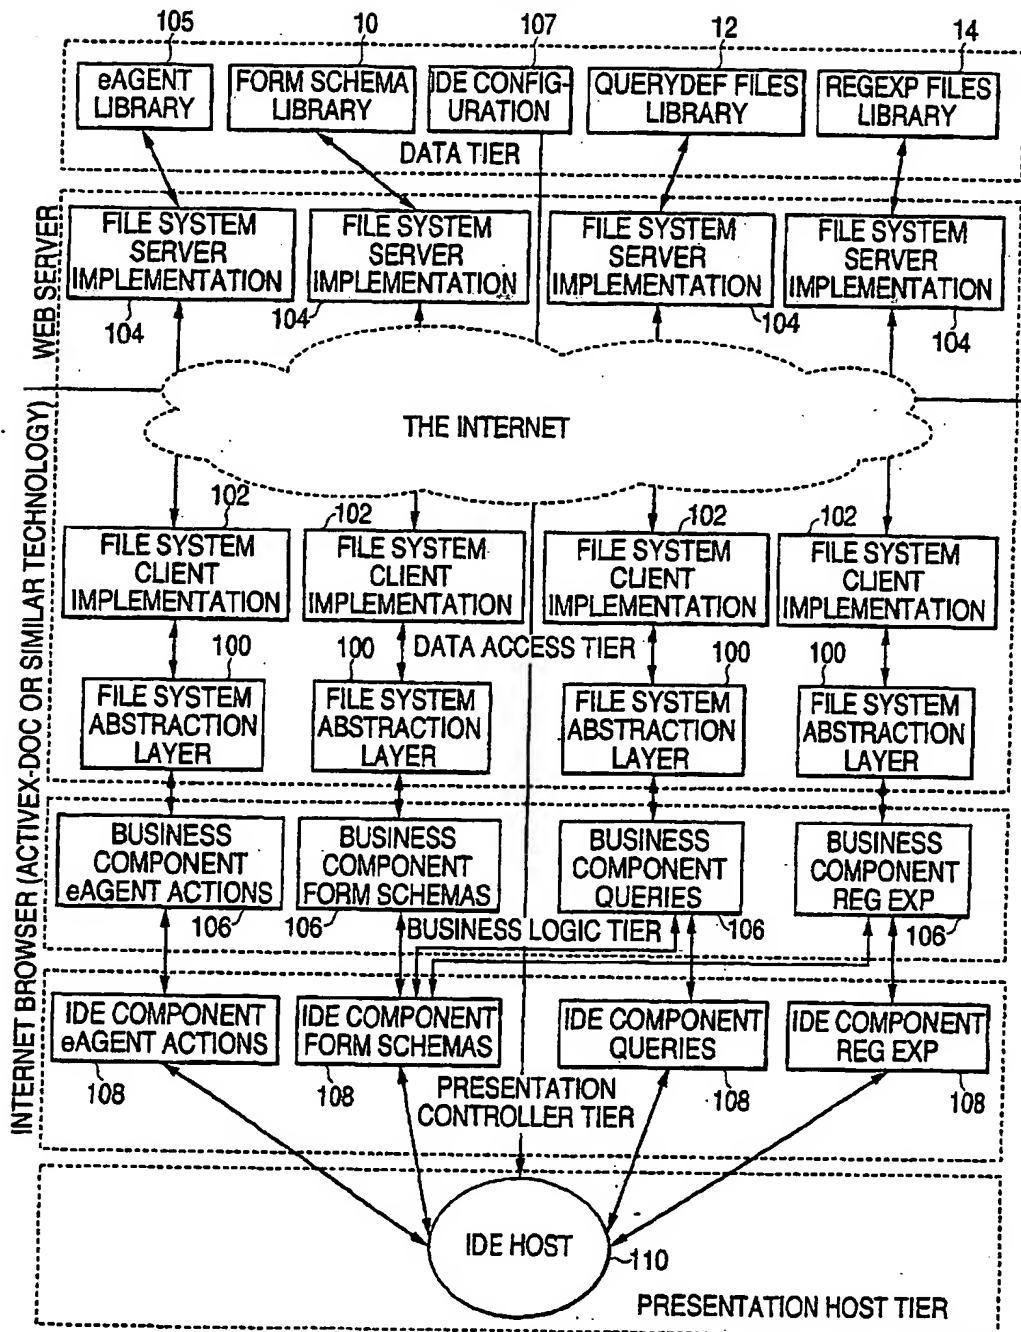 105 10 107 12 14
eAGENT
LIBRARY
FORM SCHEMA
LIBRARY
IDE CONFIG-
URATION
QUERYDEF FILES
LIBRARY
REGEXP FILES
LIBRARY
DATA TIER
WEB SERVER
FILE SYSTEM
SERVER
IMPLEMENTATION
104
FILE SYSTEM
SERVER
IMPLEMENTATION
104
FILE SYSTEM
SERVER
IMPLEMENTATION
104
FILE SYSTEM
SERVER
IMPLEMENTATION
104
THE INTERNET
INTERNET BROWSER (ACTIVEX-DOC OR SIMILAR TECHNOLOGY)
102
FILE SYSTEM
CLIENT
IMPLEMENTATION
102
FILE SYSTEM
CLIENT
IMPLEMENTATION
102
FILE SYSTEM
CLIENT
IMPLEMENTATION
102
FILE SYSTEM
CLIENT
IMPLEMENTATION
DATA ACCESS TIER
100
FILE SYSTEM
ABSTRACTION
LAYER
100
FILE SYSTEM
ABSTRACTION
LAYER
100
FILE SYSTEM
ABSTRACTION
LAYER
100
FILE SYSTEM
ABSTRACTION
LAYER
BUSINESS
COMPONENT
eAGENT ACTIONS
106
BUSINESS
COMPONENT
FORM SCHEMAS
106
BUSINESS
COMPONENT
QUERIES
106
BUSINESS
COMPONENT
REG EXP
106
BUSINESS LOGIC TIER
IDE COMPONENT
eAGENT ACTIONS
108
IDE COMPONENT
FORM SCHEMAS
108
IDE COMPONENT
QUERIES
108
IDE COMPONENT
REG EXP
108
PRESENTATION
CONTROLLER TIER
IDE HOST
110
PRESENTATION HOST TIER